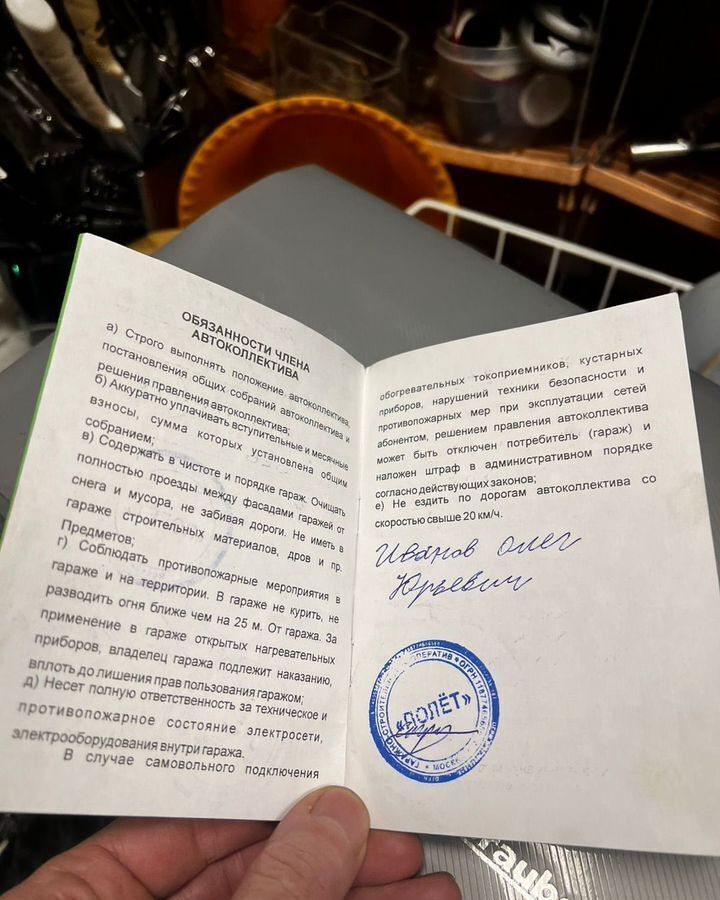 ОБЯЗАННОСТИ ЧЛЕНА
АВТОКОЛЛЕКТИВА
а) Строго выполнять положение автоколлектива,
постановления общих собраний автоколлектива и
решения правления автоколлектива;
б) Аккуратно уплачивать вступительные и месячные
взносы, сумма которых установлена общим
собранием;
в) Содержать в чистоте и порядке гараж. Очищать
полностью проезды между фасадами гаражей от
снега и мусора, не забивая дороги. Не иметь в
гараже строительных материалов, дров и пр.
Предметов;
г) Соблюдать противопожарные мероприятия в
гараже и на территории. В гараже не курить, не
разводить огня ближе чем на 25 м. От гаража. За
применение в гараже открытых нагревательных
приборов, владелец гаража подлежит наказанию,
вплоть до лишения прав пользования гаражом;
д) Несет полную ответственность за техническое и
противопожарное состояние электросети,
электрооборудования внутри гаража.
В случае самовольного подключения
обогревательных токоприемников, кустарных
приборов, нарушений техники безопасности и
противопожарных мер при эксплуатации сетей
абонентом, решением правления автоколлектива
может быть отключен потребитель (гараж) и
наложен штраф в административном порядке
согласно действующих законов;
е) Не ездить по дорогам автоколлектива со
скоростью свыше 20 км/ч.
Иванов Олег
Юрьевич
«ПОЛЁТ»
ОГРН
МОСКВА